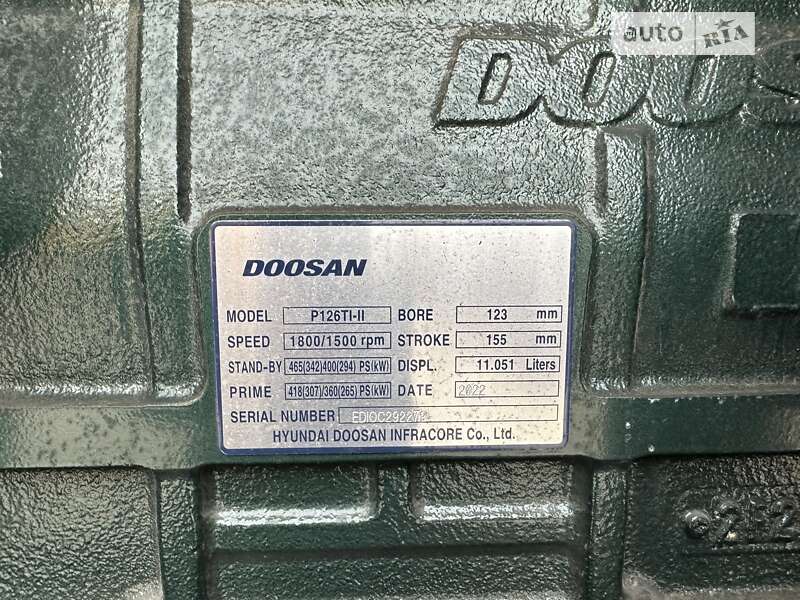 auto RIA
DOOS
DOOSAN
MODEL P126TI-II BORE 123 mm
SPEED 1800/1500 rpm STROKE 155 mm
STAND-BY 465(342)400(294) PS(kW) DISPL. 11.051 Liters
PRIME 418(307)/360(265) PS(kW) DATE 2022
SERIAL NUMBER
HYUNDAI DOOSAN INFRACORE Co., Ltd.